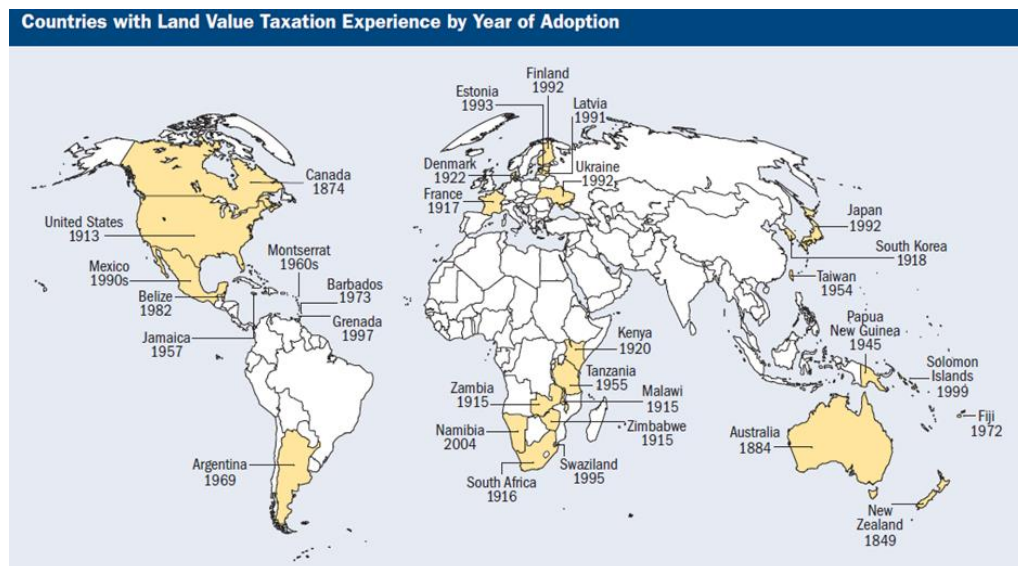 Countries with Land Value Taxation Experience by Year of Adoption
Finland
1992
Estonia
1993
Latvia
1991
Denmark
1922
Ukraine
1992
France
1917
Canada
1874
United States
1913
Mexico
1990s
Belize
1982
Jamaica
1957
Montserrat
1960s
Barbados
1973
Grenada
1997
Argentina
1969
Kenya
1920
Tanzania
1955
Zambia
1915
Malawi
1915
Zimbabwe
1915
Namibia
2004
South Africa
1916
Swaziland
1995
Japan
1992
South Korea
1918
Taiwan
1954
Papua
New Guinea
1945
Solomon
Islands
1999
Fiji
1972
Australia
1884
New
Zealand
1849